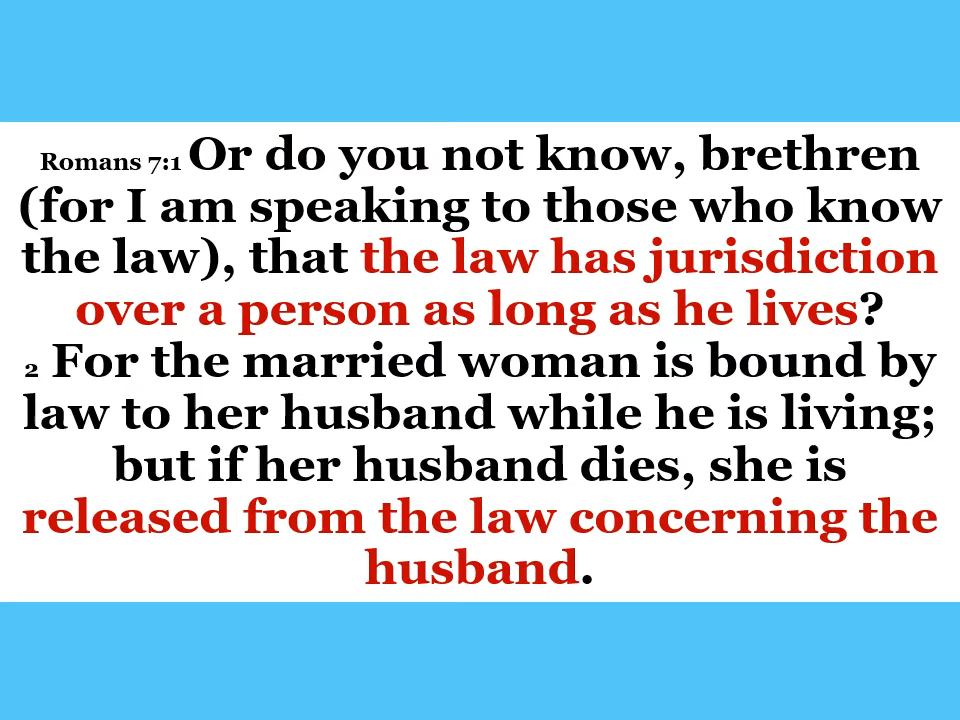 Romans 7:1 Or do you not know, brethren
(for I am speaking to those who know
the law), that the law has jurisdiction
over a person as long as he lives?
2 For the married woman is bound by
law to her husband while he is living;
but if her husband dies, she is
released from the law concerning the
husband.